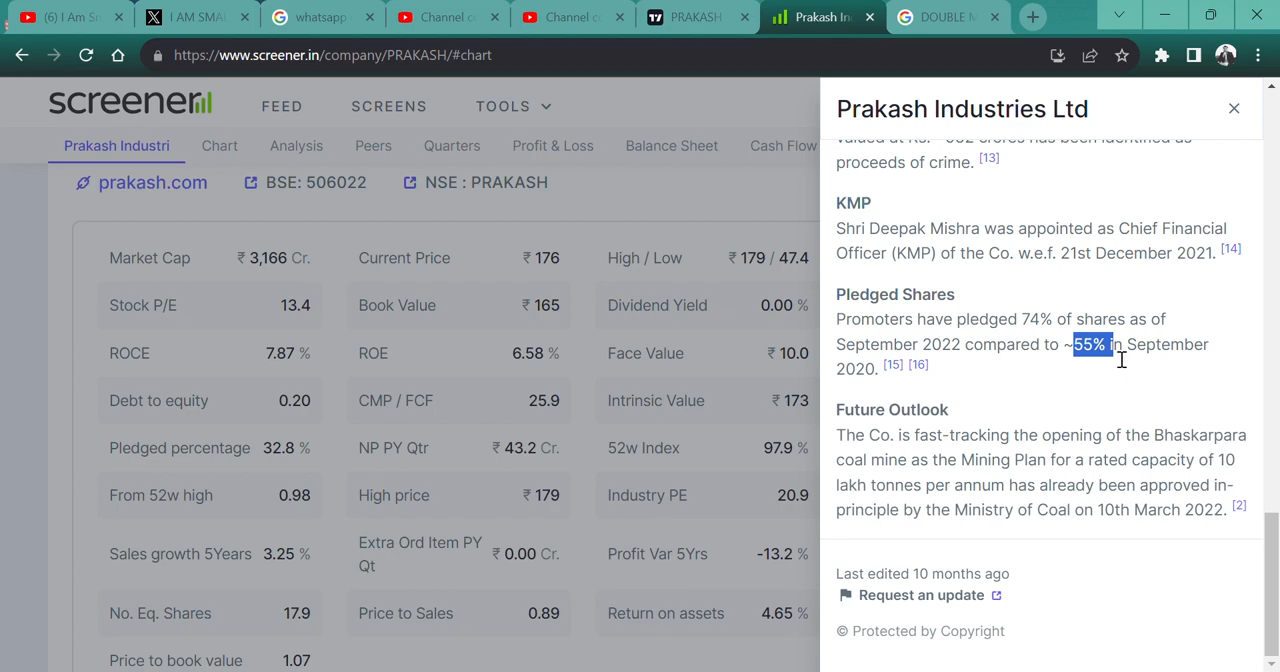 (6) I Am Sm
I AM SMAL
whatsapp
Channel c
Channel co
PRAKASH
Prakash In
DOUBLE M
https://www.screener.in/company/PRAKASH/#chart
screener
FEED
SCREENS
TOOLS
Prakash Industri
Chart
Analysis
Peers
Quarters
Profit & Loss
Balance Sheet
Cash Flow
prakash.com
BSE: 506022
NSE : PRAKASH
Market Cap ₹ 3,166 Cr.
Current Price ₹ 176
High / Low ₹ 179 / 47.4
Stock P/E 13.4
Book Value ₹ 165
Dividend Yield 0.00 %
ROCE 7.87 %
ROE 6.58 %
Face Value ₹ 10.0
Debt to equity 0.20
CMP / FCF 25.9
Intrinsic Value ₹ 173
Pledged percentage 32.8 %
NP PY Qtr ₹ 43.2 Cr.
52w Index 97.9 %
From 52w high 0.98
High price ₹ 179
Industry PE 20.9
Sales growth 5Years 3.25 %
Extra Ord Item PY
Qt ₹ 0.00 Cr.
Profit Var 5Yrs -13.2 %
No. Eq. Shares 17.9
Price to Sales 0.89
Return on assets 4.65 %
Price to book value 1.07
Prakash Industries Ltd
proceeds of crime. [13]
KMP
Shri Deepak Mishra was appointed as Chief Financial
Officer (KMP) of the Co. w.e.f. 21st December 2021. [14]
Pledged Shares
Promoters have pledged 74% of shares as of
September 2022 compared to ~55% in September
2020. [15] [16]
Future Outlook
The Co. is fast-tracking the opening of the Bhaskarpara
coal mine as the Mining Plan for a rated capacity of 10
lakh tonnes per annum has already been approved in-
principle by the Ministry of Coal on 10th March 2022. [2]
Last edited 10 months ago
Request an update
© Protected by Copyright